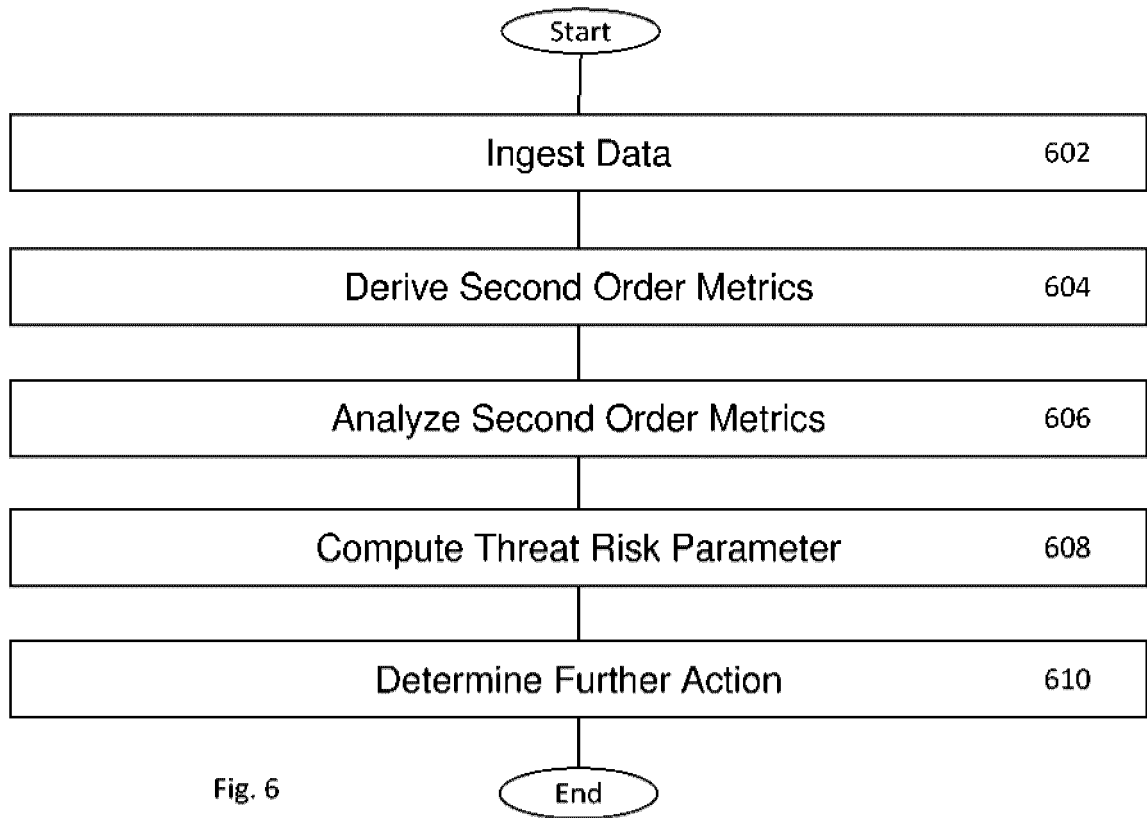 Start
Ingest Data 602
Derive Second Order Metrics 604
Analyze Second Order Metrics 606
Compute Threat Risk Parameter 608
Determine Further Action 610
Fig. 6
End